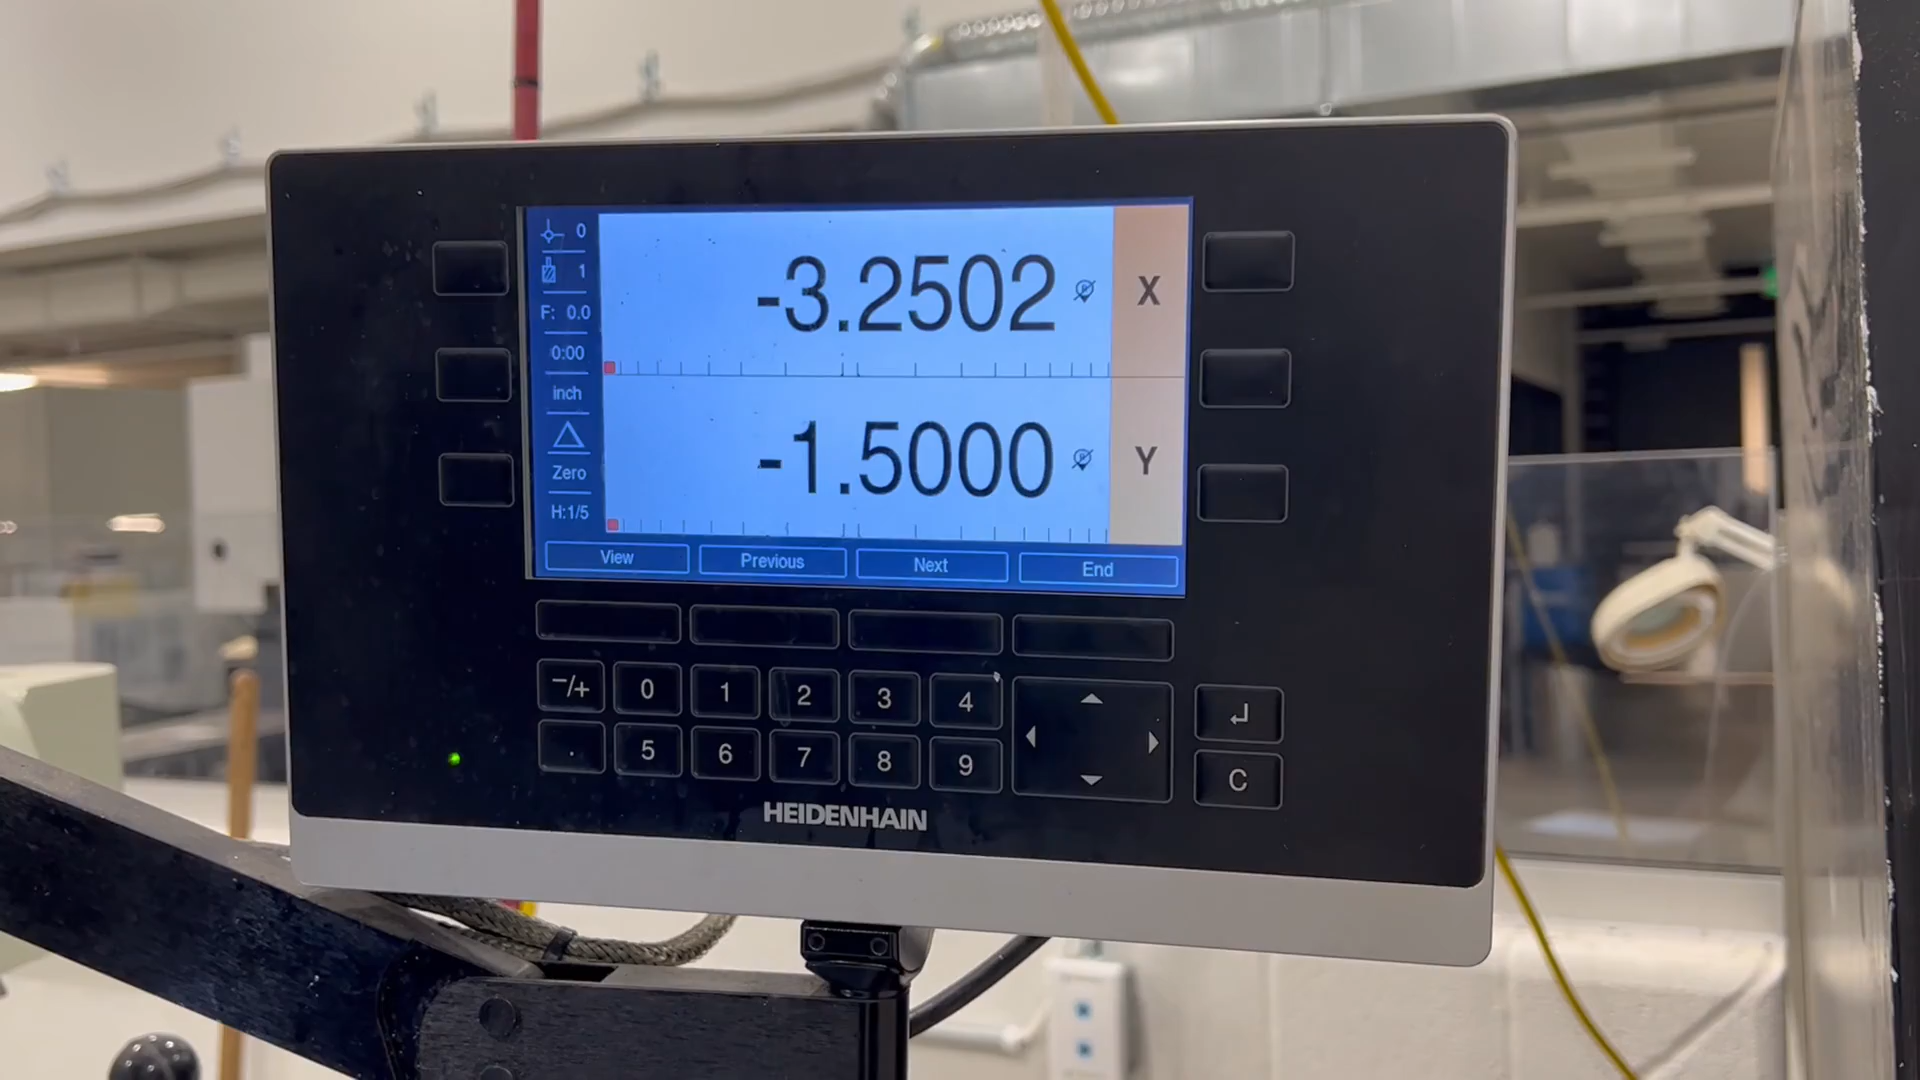 0
1
F: 0.0
0:00
inch
Zero
H:1/5
-3.2502 X
-1.5000 Y
View Previous Next End
-/+ 0 1 2 3 4
. 5 6 7 8 9
C
HEIDENHAIN